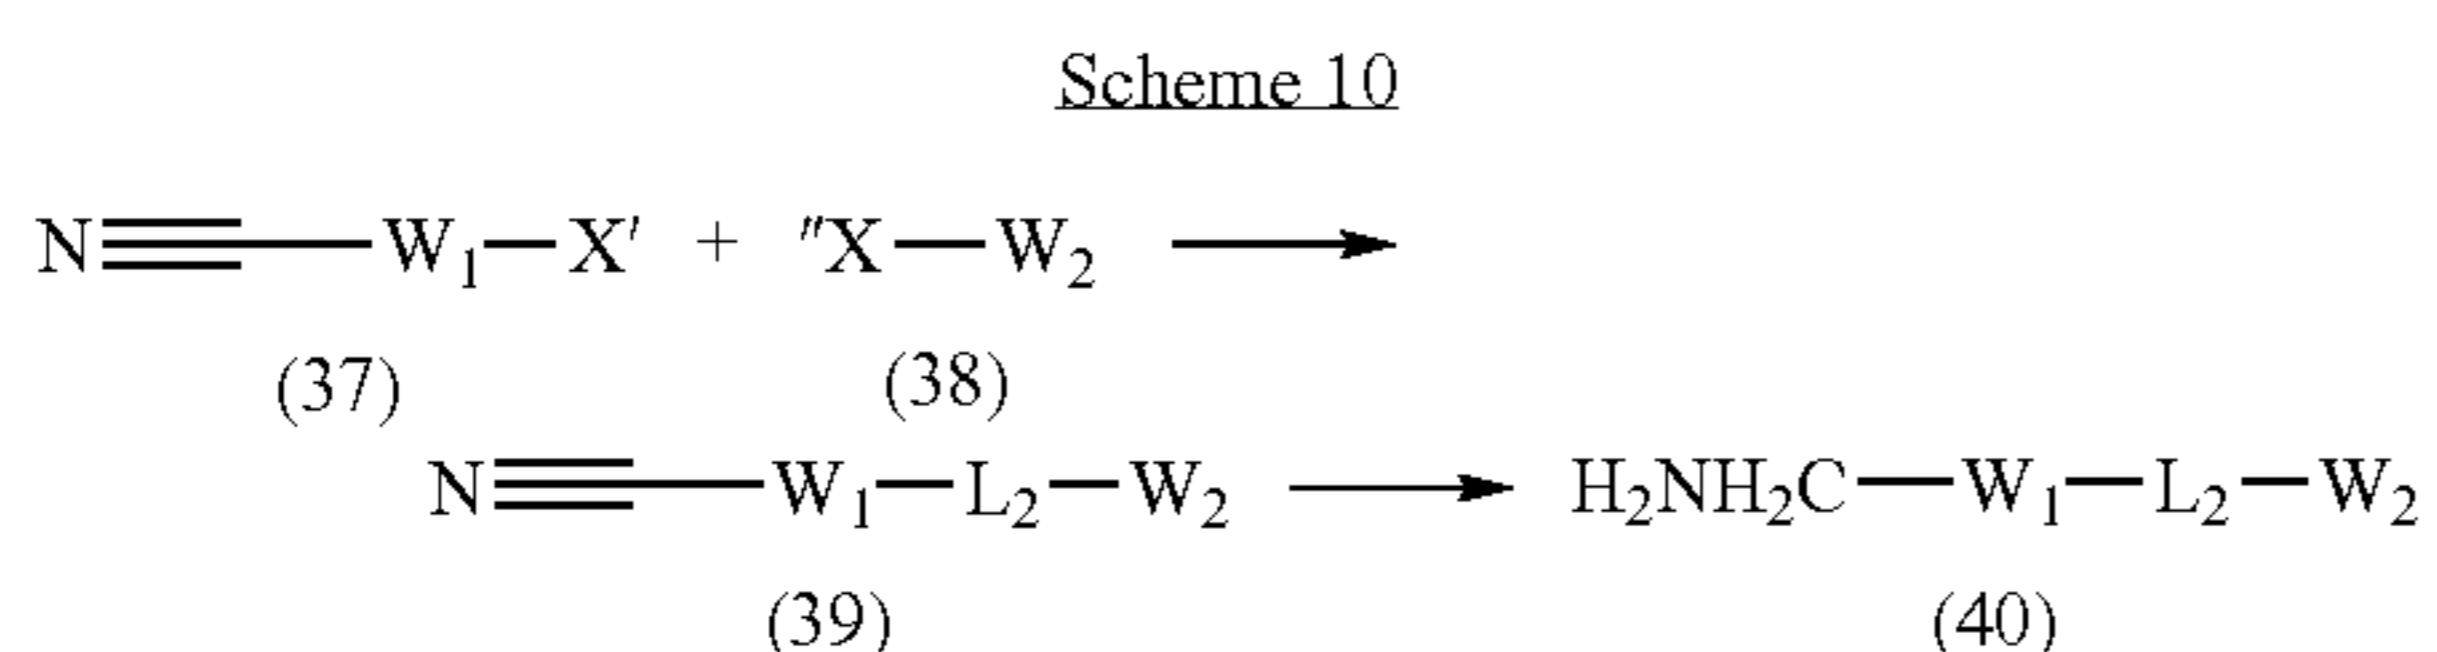 Scheme 10
N≡—W₁—X' + "X—W₂ ⟶
(37) (38)
N≡—W₁—L₂—W₂ ⟶ H₂NH₂C—W₁—L₂—W₂
(39) (40)